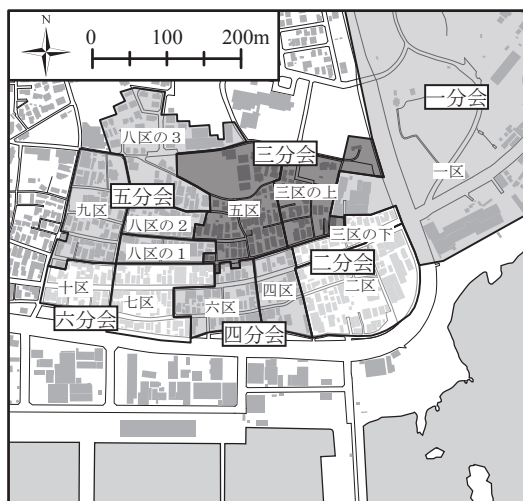 N
0 100 200m
一分会
一区
八区の3
三分会
三区の上
五分会
九区
五区
八区の2
八区の1
三区の下
二分会
二区
十区
七区
六区
四区
六分会
四分会